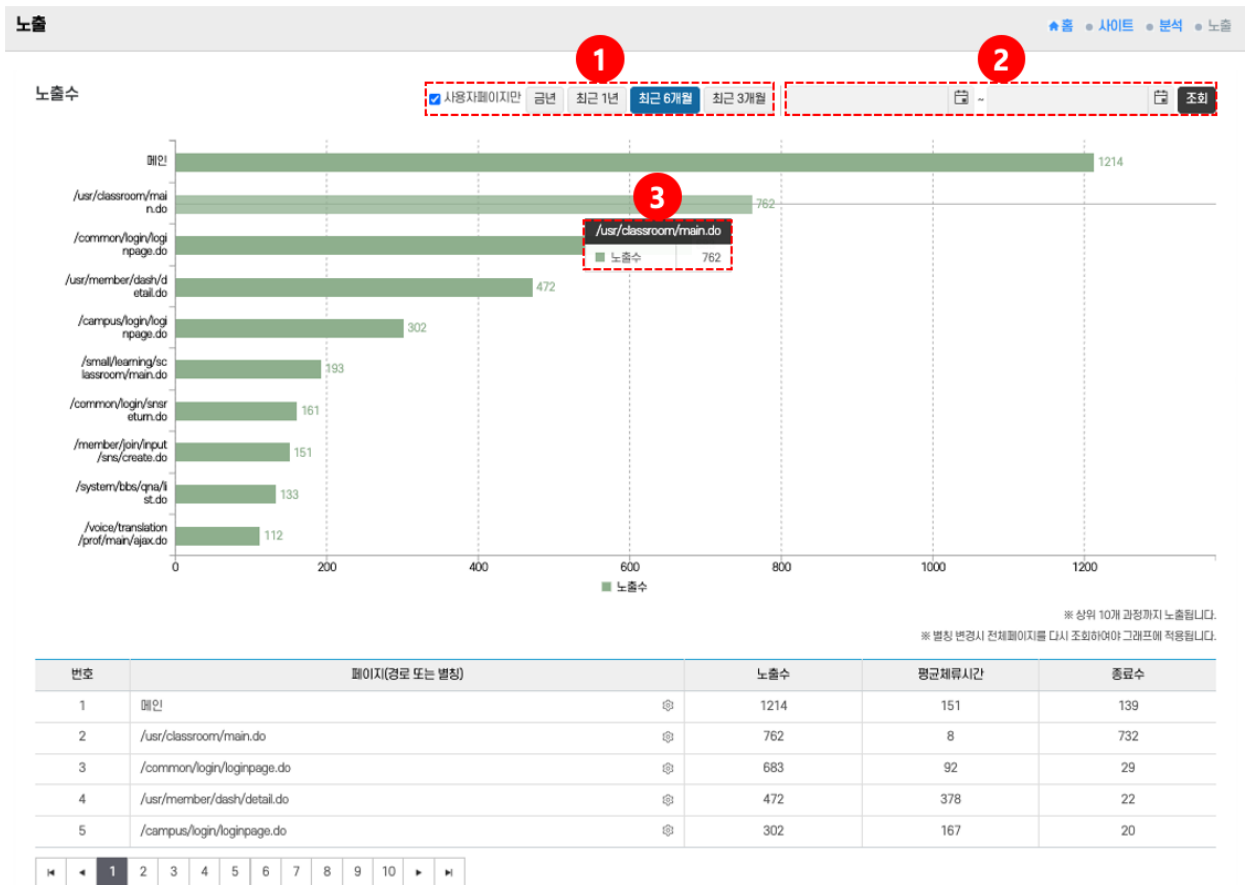 노출
홈 사이트 분석 노출
1
2
노출수
사용자페이지만 금년 최근 1년 최근 6개월 최근 3개월 ~ 조회
메인
1214
/usr/classroom/mai
n.do
762
3
/usr/classroom/main.do
노출수 762
/common/login/logi
npage.do
/usr/member/dash/d
etail.do
472
/campus/login/logi
npage.do
302
/small/learning/sc
lassroom/main.do
193
/common/login/snsr
eturn.do
161
/member/join/input
/sns/create.do
151
/system/bbs/qna/li
st.do
133
/voice/translation
/prof/main/ajax.do
112
0 200 400 600 800 1000 1200
노출수
※ 상위 10개 과정까지 노출됩니다.
※ 별칭 변경시 전체페이지를 다시 조회하여야 그래프에 적용됩니다.
번호 페이지(경로 또는 별칭) 노출수 평균체류시간 종료수
1 메인 1214 151 139
2 /usr/classroom/main.do 762 8 732
3 /common/login/loginpage.do 683 92 29
4 /usr/member/dash/detail.do 472 378 22
5 /campus/login/loginpage.do 302 167 20
1 2 3 4 5 6 7 8 9 10